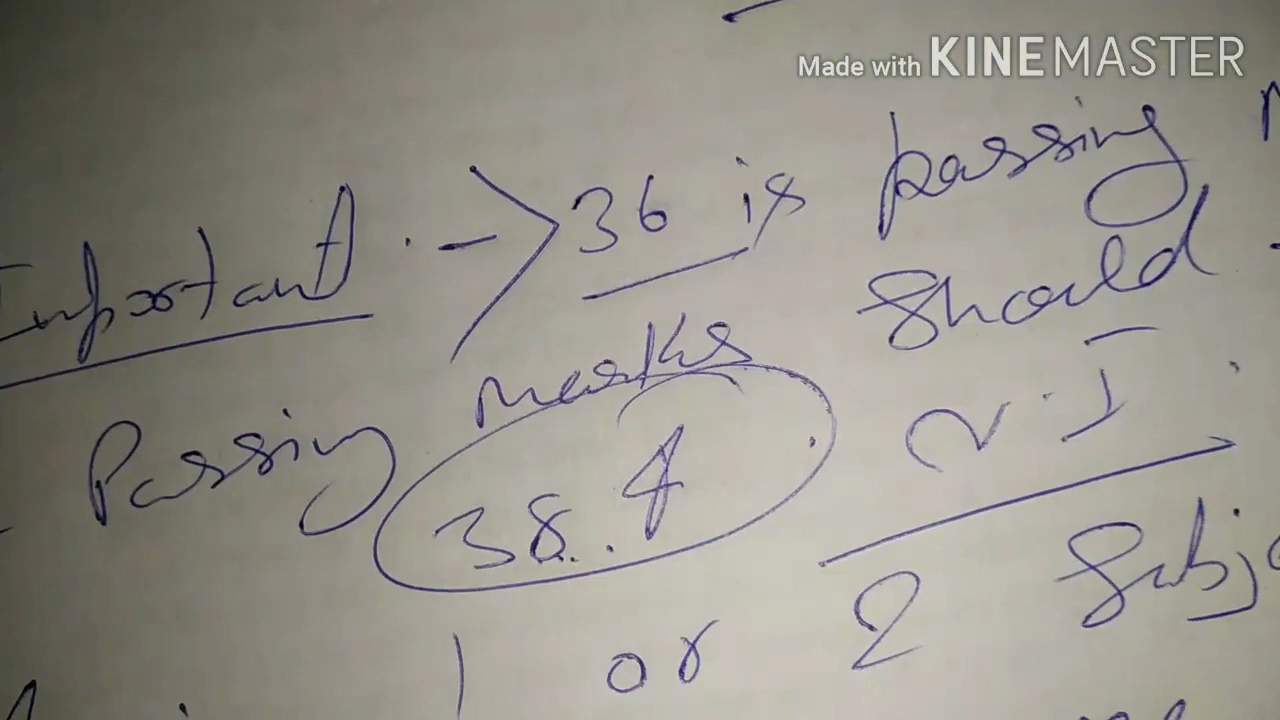 Made with KINEMASTER
Important :-> 36 is passing
Passing marks should
38.4 N.I
1 or 2 Subj